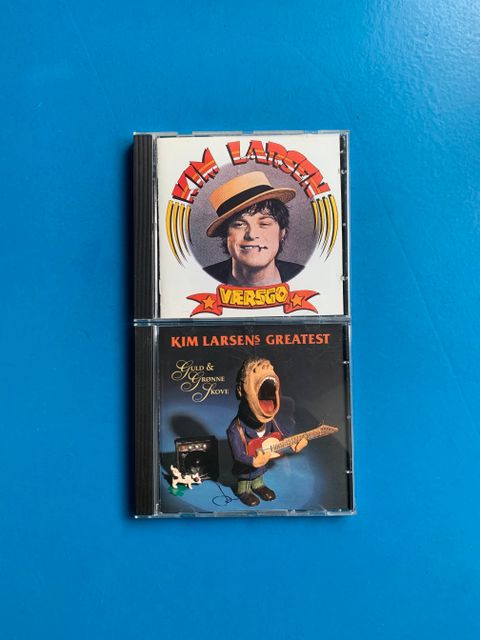 KIM LARSEN
VÆRSGO
KIM LARSENS GREATEST
GULD &
GRØNNE
SKOVE